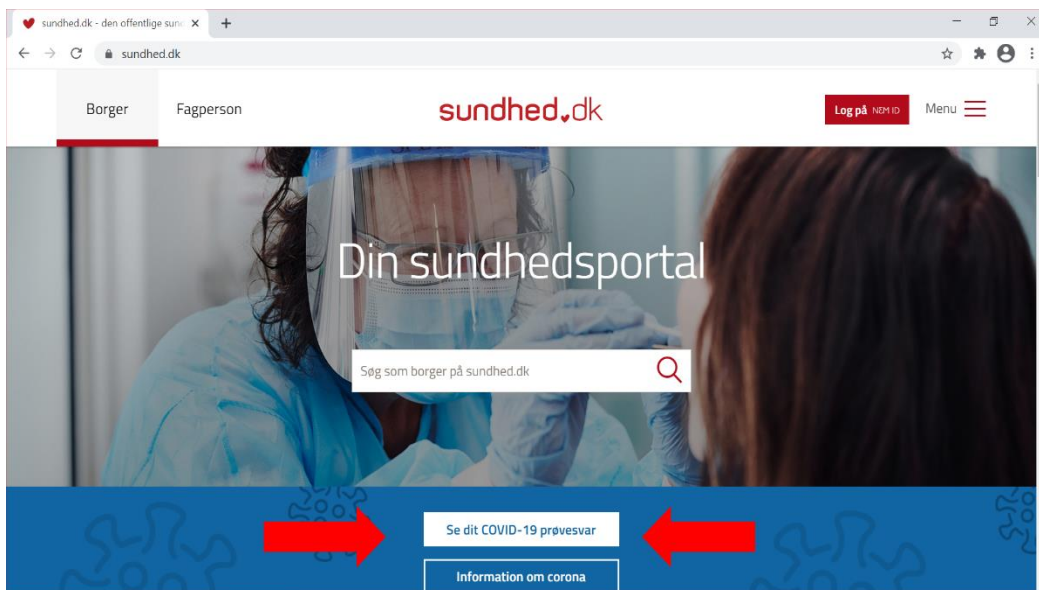 sundhed.dk - den offentlige sun
sundhed.dk
Borger
Fagperson
sundhed.dk
Log på NEM ID
Menu
Din sundhedsportal
Søg som borger på sundhed.dk
Se dit COVID-19 prøvesvar
Information om corona